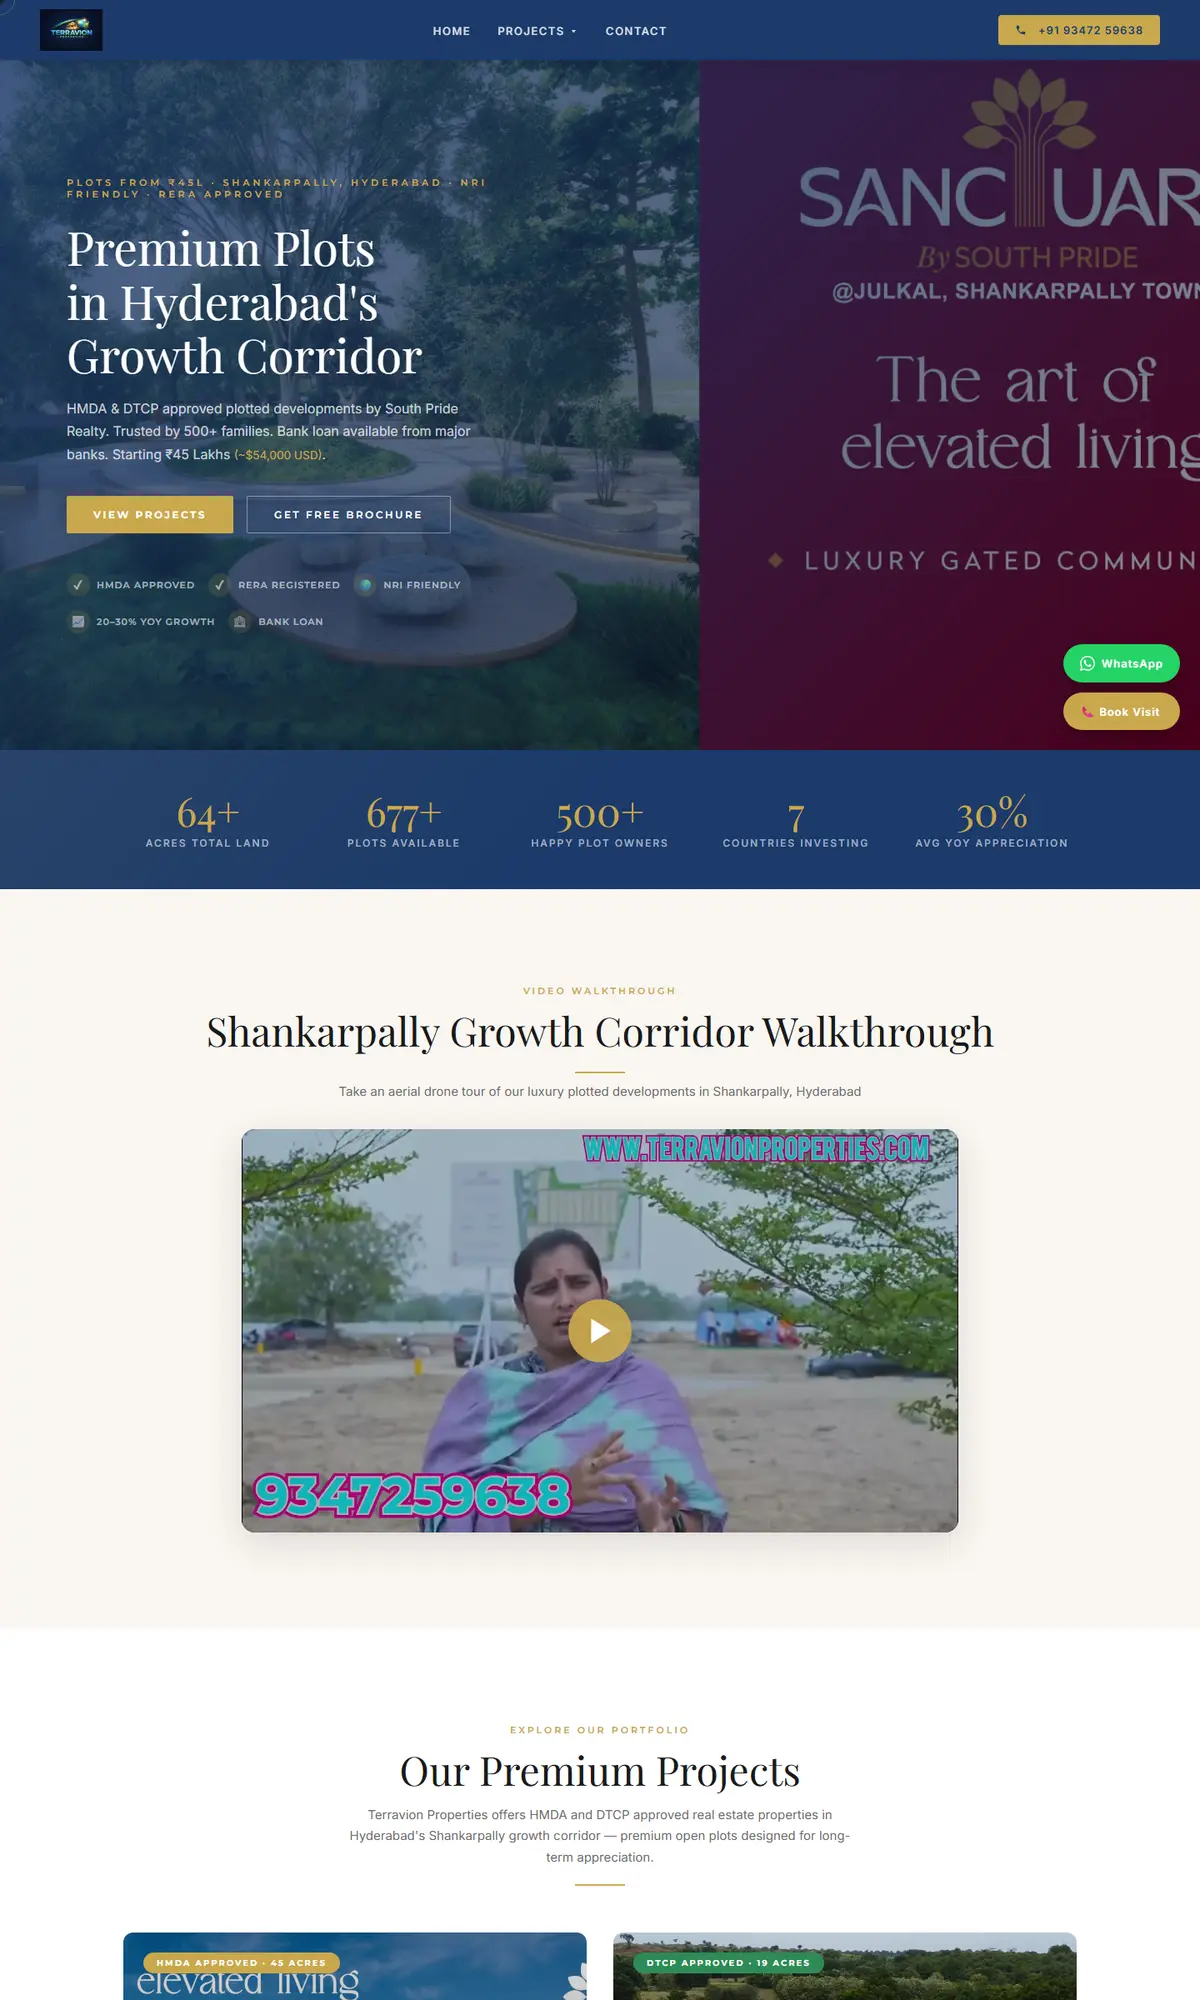 TERRAVION
PROPERTIES
HOME
PROJECTS
CONTACT
+91 93472 59638
PLOTS FROM ₹45L · SHANKARPALLY, HYDERABAD · NRI
FRIENDLY · RERA APPROVED
Premium Plots
in Hyderabad's
Growth Corridor
HMDA & DTCP approved plotted developments by South Pride
Realty. Trusted by 500+ families. Bank loan available from major
banks. Starting ₹45 Lakhs (~$54,000 USD).
VIEW PROJECTS
GET FREE BROCHURE
✓ HMDA APPROVED
✓ RERA REGISTERED
NRI FRIENDLY
20–30% YOY GROWTH
BANK LOAN
SANCTUAR
By SOUTH PRIDE
@JULKAL, SHANKARPALLY TOWN
The art of
elevated living
LUXURY GATED COMMUN
WhatsApp
Book Visit
64+
ACRES TOTAL LAND
677+
PLOTS AVAILABLE
500+
HAPPY PLOT OWNERS
7
COUNTRIES INVESTING
30%
AVG YOY APPRECIATION
VIDEO WALKTHROUGH
Shankarpally Growth Corridor Walkthrough
Take an aerial drone tour of our luxury plotted developments in Shankarpally, Hyderabad
WWW.TERRAVIONPROPERTIES.COM
9347259638
EXPLORE OUR PORTFOLIO
Our Premium Projects
Terravion Properties offers HMDA and DTCP approved real estate properties in
Hyderabad's Shankarpally growth corridor — premium open plots designed for long-
term appreciation.
HMDA APPROVED · 45 ACRES
elevated living
DTCP APPROVED · 19 ACRES